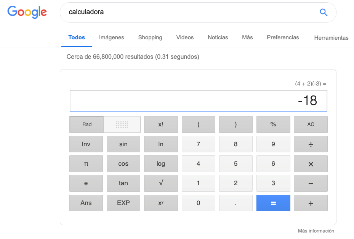 Google
calculadora
Todos Imágenes Shopping Videos Noticias Más Preferencias Herramientas
Cerca de 66,800,000 resultados (0.31 segundos)
(4 + 2)(-3) =
-18
Rad x! ( ) % AC
Inv sin ln 7 8 9 ÷
π cos log 4 5 6 ×
e tan √ 1 2 3 −
Ans EXP 0 . = +
Más información